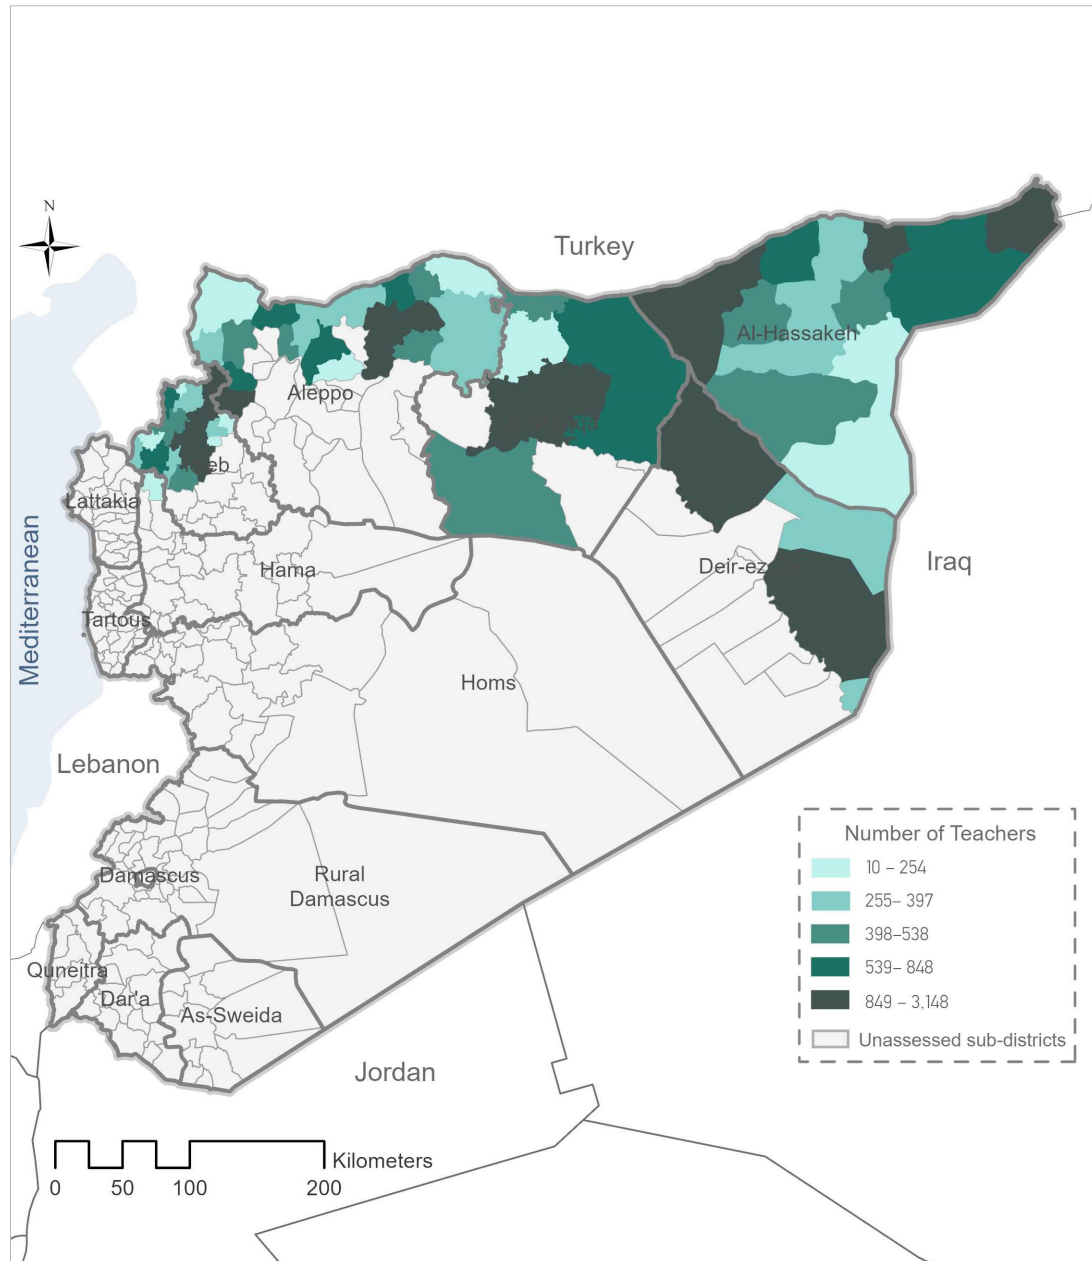 N
Turkey
Al-Hassakeh
Aleppo
Lattakia
Iraq
Mediterranean
Hama
Tartous
Homs
Lebanon
Damascus
Rural
Damascus
Quneitra
Dar'a
As-Sweida
Jordan
Number of Teachers
10 – 254
255– 397
398–538
539– 848
849 – 3,148
Unassessed sub-districts
Kilometers
0 50 100 200